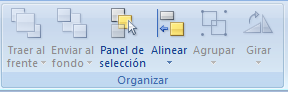 Traer al frente
Enviar al fondo
Panel de selección
Alinear
Agrupar
Girar
Organizar